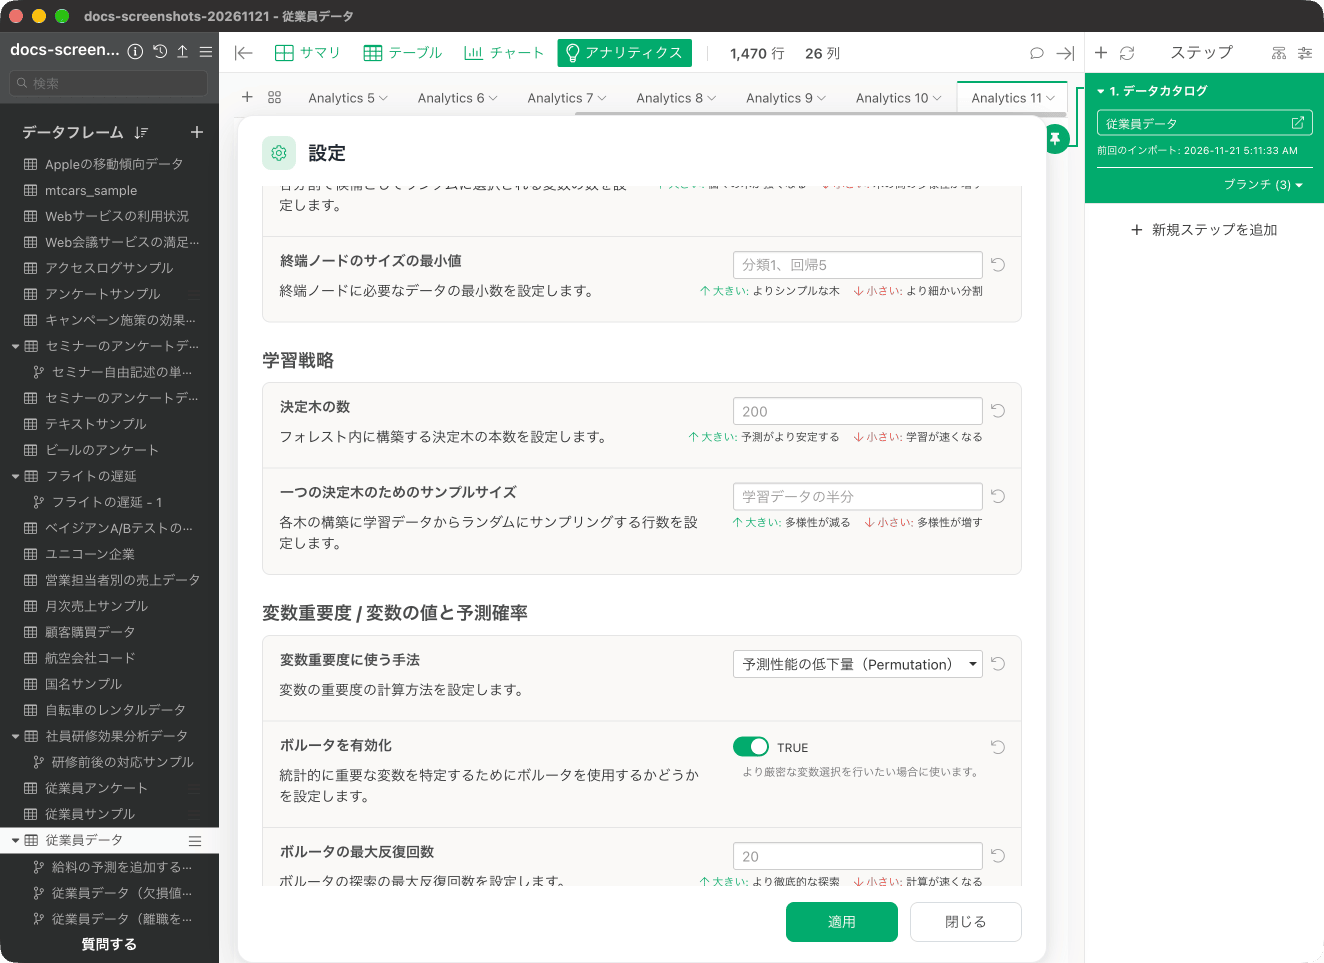 docs-screenshots-20261121 - 従業員データ
docs-screen...
検索
データフレーム
Appleの移動傾向データ
mtcars_sample
Webサービスの利用状況
Web会議サービスの満足…
アクセスログサンプル
アンケートサンプル
キャンペーン施策の効果…
セミナーのアンケートデ…
セミナー自由記述の単…
セミナーのアンケートデ…
テキストサンプル
ビールのアンケート
フライトの遅延
フライトの遅延 - 1
ベイジアンA/Bテストの…
ユニコーン企業
営業担当者別の売上データ
月次売上サンプル
顧客購買データ
航空会社コード
国名サンプル
自転車のレンタルデータ
社員研修効果分析データ
研修前後の対応サンプル
従業員アンケート
従業員サンプル
従業員データ
給料の予測を追加する…
従業員データ（欠損値…
従業員データ（離職を…
質問する
サマリ
テーブル
チャート
アナリティクス
1,470 行
26 列
Analytics 5
Analytics 6
Analytics 7
Analytics 8
Analytics 9
Analytics 10
Analytics 11
設定
定します。
終端ノードのサイズの最小値
分類1、回帰5
終端ノードに必要なデータの最小数を設定します。
↑ 大きい: よりシンプルな木 ↓ 小さい: より細かい分割
学習戦略
決定木の数
200
フォレスト内に構築する決定木の本数を設定します。
↑ 大きい: 予測がより安定する ↓ 小さい: 学習が速くなる
一つの決定木のためのサンプルサイズ
学習データの半分
各木の構築に学習データからランダムにサンプリングする行数を設
定します。
↑ 大きい: 多様性が減る ↓ 小さい: 多様性が増す
変数重要度 / 変数の値と予測確率
変数重要度に使う手法
予測性能の低下量（Permutation）
変数の重要度の計算方法を設定します。
ボルータを有効化
TRUE
より厳密な変数選択を行いたい場合に使います。
統計的に重要な変数を特定するためにボルータを使用するかどうか
を設定します。
ボルータの最大反復回数
20
ボルータの探索の最大反復回数を設定します。
↑ 大きい: より徹底的な探索 ↓ 小さい: 計算が速くなる
適用
閉じる
ステップ
1. データカタログ
従業員データ
前回のインポート: 2026-11-21 5:11:33 AM
ブランチ (3)
新規ステップを追加